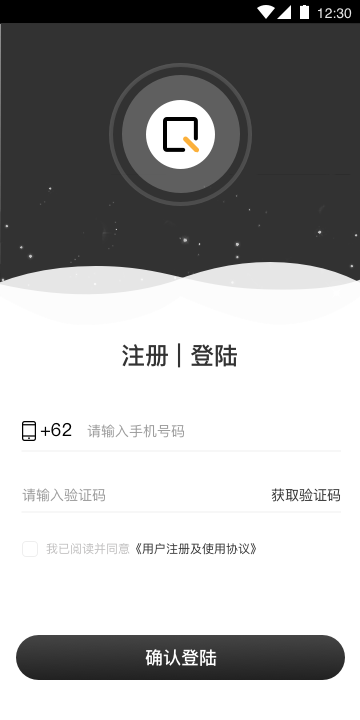 12:30
注册 | 登陆
+62 请输入手机号码
请输入验证码 获取验证码
我已阅读并同意《用户注册及使用协议》
确认登陆